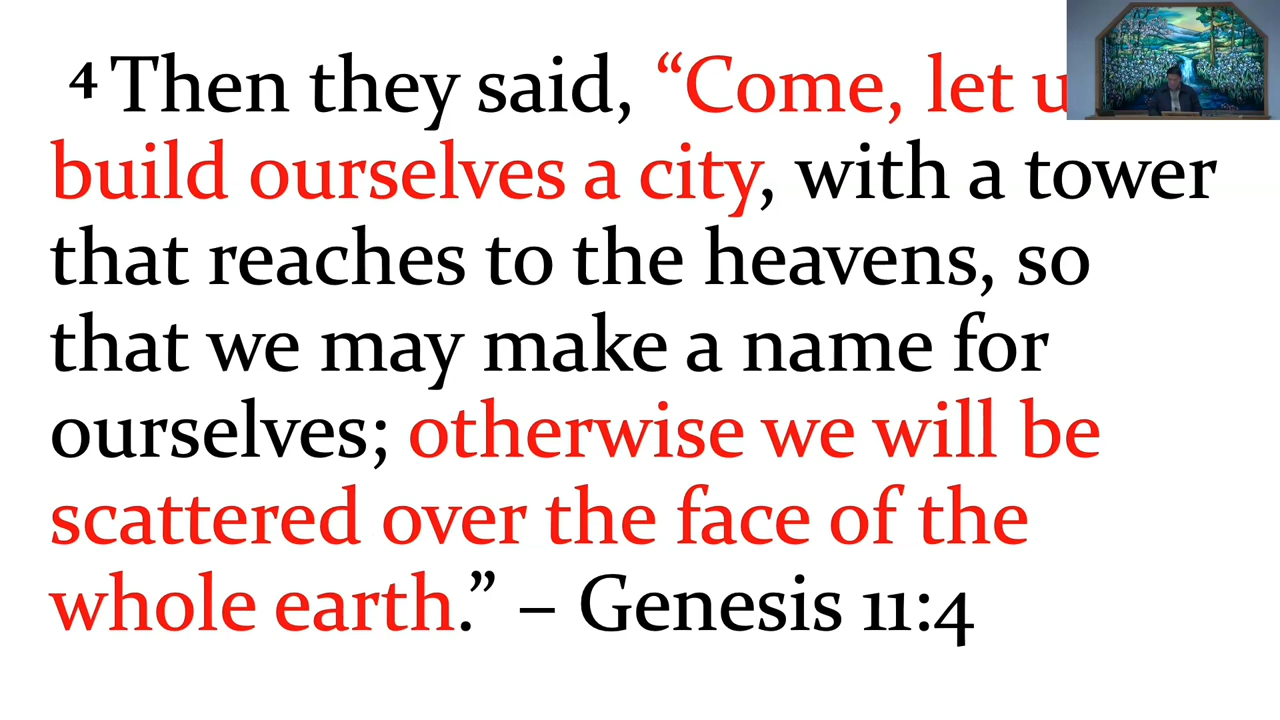 4 Then they said, “Come, let u
build ourselves a city, with a tower
that reaches to the heavens, so
that we may make a name for
ourselves; otherwise we will be
scattered over the face of the
whole earth.” – Genesis 11:4